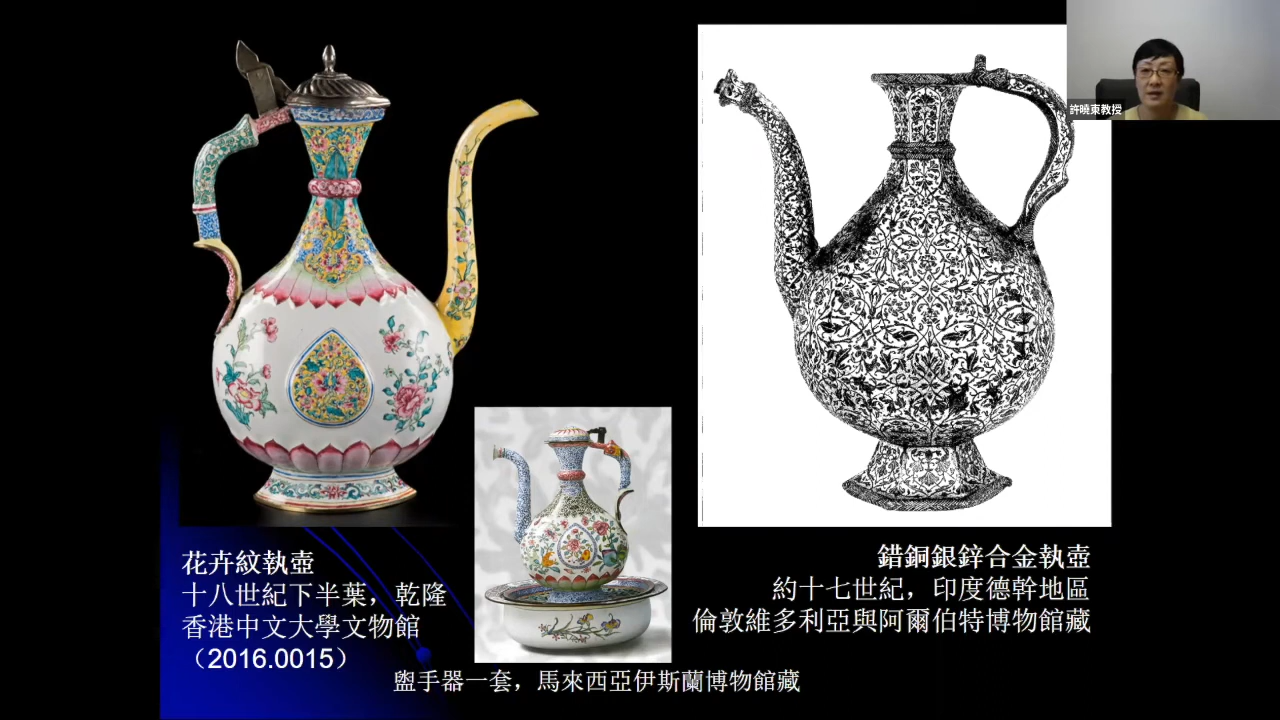 許曉東教授
花卉紋執壺
十八世紀下半葉，乾隆
香港中文大學文物館
（2016.0015）
盥手器一套，馬來西亞伊斯蘭博物館藏
錯銅銀鋅合金執壺
約十七世紀，印度德幹地區
倫敦維多利亞與阿爾伯特博物館藏